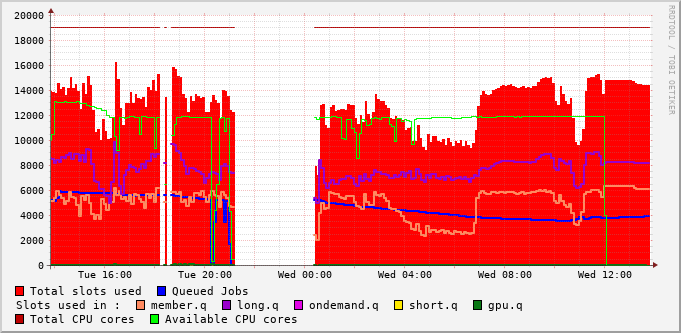 20000
18000
16000
14000
12000
10000
8000
6000
4000
2000
0
Tue 16:00 Tue 20:00 Wed 00:00 Wed 04:00 Wed 08:00 Wed 12:00
RRDTOOL / TOBI OETIKER
Total slots used Queued Jobs
Slots used in : member.q long.q ondemand.q short.q gpu.q
Total CPU cores Available CPU cores